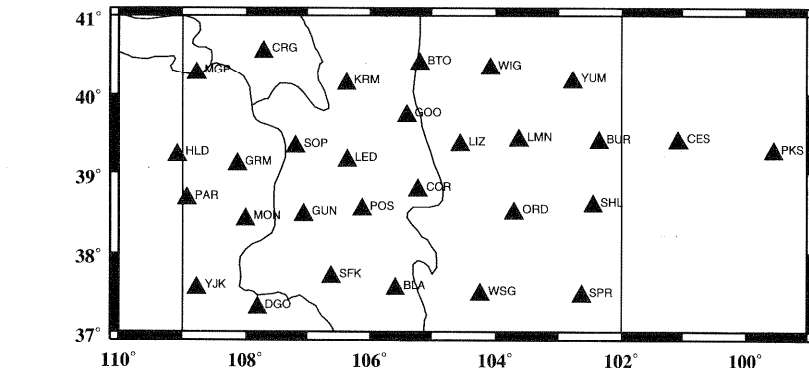 41°
CRG
BTO
WIG
MGP
KRM
YUM
40°
GOO
LMN
BUR
CES
SOP
LIZ
HLD
PKS
GRM
LED
39°
PAR
COR
SHL
MON
GUN
POS
ORD
38°
SFK
YJK
BLA
WSG
SPR
DGO
37°
110° 108° 106° 104° 102° 100°